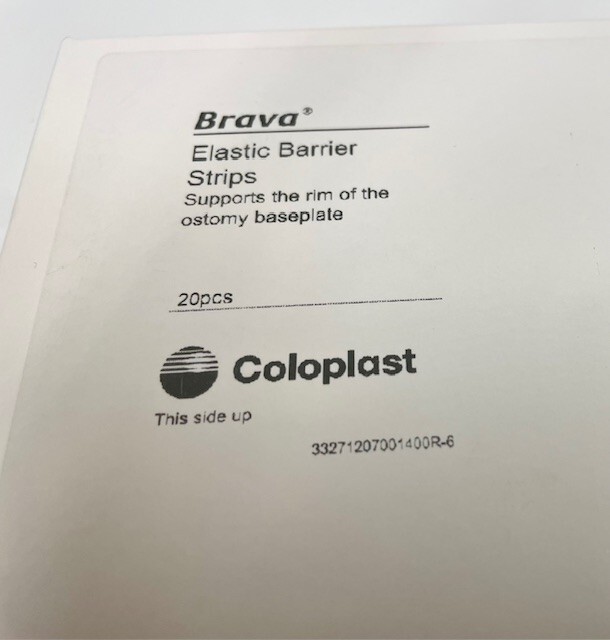 Brava®
Elastic Barrier
Strips
Supports the rim of the
ostomy baseplate
20pcs
Coloplast
This side up
33271207001400R-6